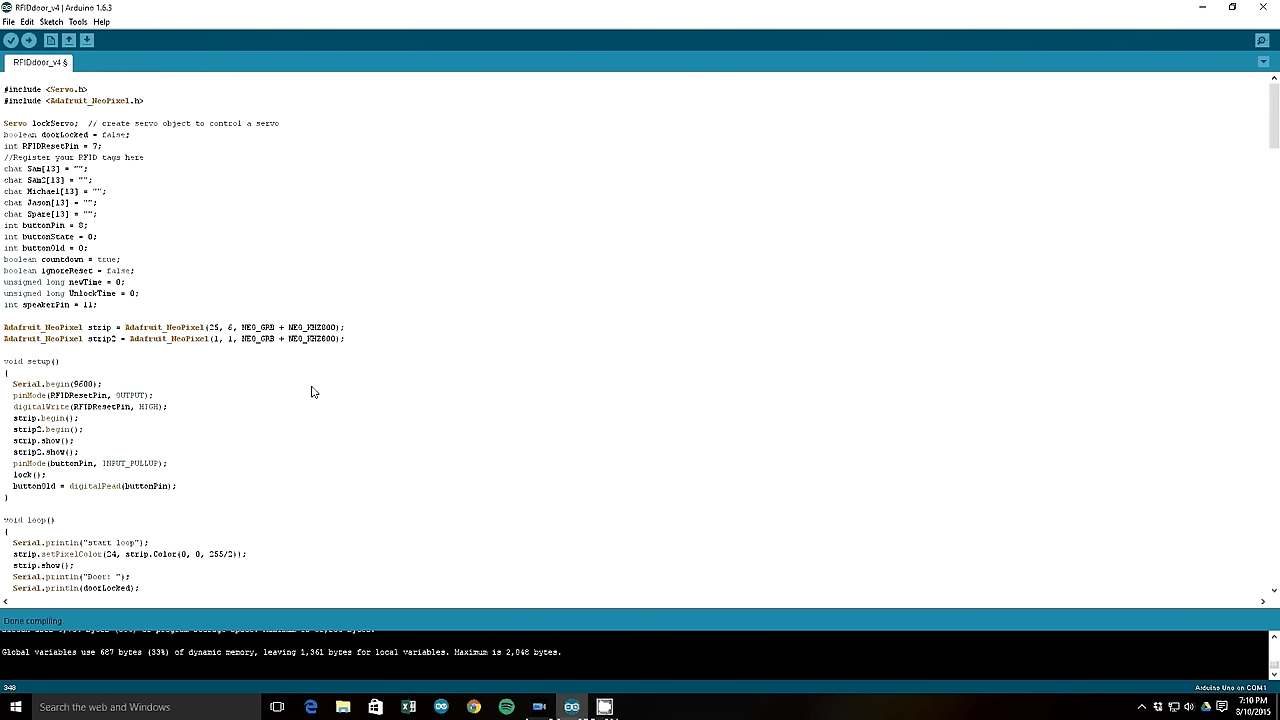 RFIDdoor_v4 | Arduino 1.6.3
File Edit Sketch Tools Help
RFIDdoor_v4 §
#include <Servo.h>
#include <Adafruit_NeoPixel.h>
Servo lockServo;  // create servo object to control a servo
boolean doorLocked = false;
int RFIDResetPin = 7;
//Register your RFID tags here
char Sam[13] = "";
char Sam2[13] = "";
char Michael[13] = "";
char Jason[13] = "";
char Spare[13] = "";
int buttonPin = 8;
int buttonState = 0;
int buttonOld = 0;
boolean countdown = true;
boolean ignoreReset = false;
unsigned long newTime = 0;
unsigned long UnlockTime = 0;
int speakerPin = 11;
Adafruit_NeoPixel strip = Adafruit_NeoPixel(25, 6, NEO_GRB + NEO_KHZ800);
Adafruit_NeoPixel strip2 = Adafruit_NeoPixel(1, 1, NEO_GRB + NEO_KHZ800);
void setup()
{
Serial.begin(9600);
pinMode(RFIDResetPin, OUTPUT);
digitalWrite(RFIDResetPin, HIGH);
strip.begin();
strip2.begin();
strip.show();
strip2.show();
pinMode(buttonPin, INPUT_PULLUP);
lock();
buttonOld = digitalRead(buttonPin);
}
void loop()
{
Serial.println("start loop");
strip.setPixelColor(24, strip.Color(0, 0, 255/2));
strip.show();
Serial.println("Door: ");
Serial.println(doorLocked);
Done compiling.
Global variables use 687 bytes (33%) of dynamic memory, leaving 1,361 bytes for local variables. Maximum is 2,048 bytes.
348
Arduino Uno on COM1
Search the web and Windows
7:10 PM
8/10/2015